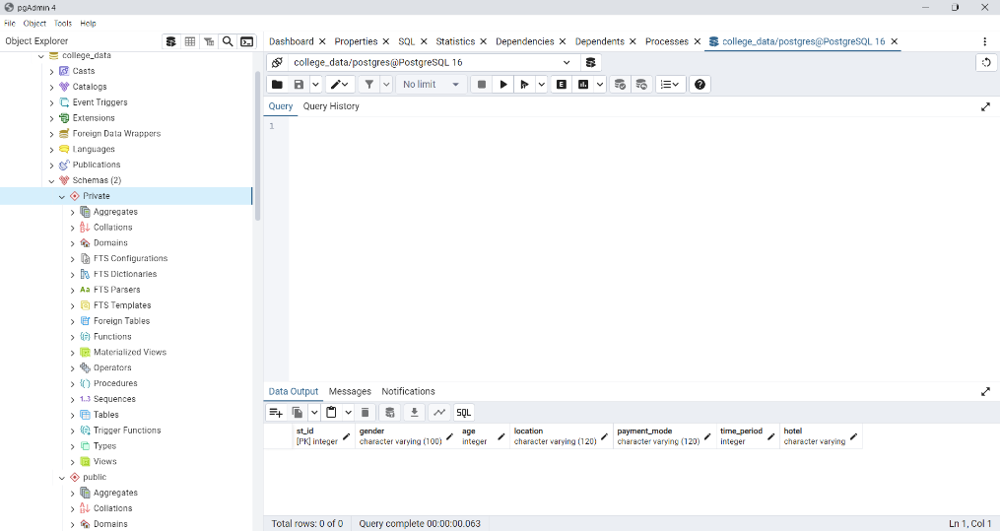 pgAdmin 4
File Object Tools Help
Object Explorer
Dashboard Properties SQL Statistics Dependencies Dependents Processes college_data/postgres@PostgreSQL 16
college_data
Casts
Catalogs
Event Triggers
Extensions
Foreign Data Wrappers
Languages
Publications
Schemas (2)
Private
Aggregates
Collations
Domains
FTS Configurations
FTS Dictionaries
Aa FTS Parsers
FTS Templates
Foreign Tables
Functions
Materialized Views
Operators
Procedures
1..3 Sequences
Tables
Trigger Functions
Types
Views
public
Aggregates
Collations
Domains
college_data/postgres@PostgreSQL 16
No limit
E
Query Query History
1
Data Output Messages Notifications
SQL
st_id gender age location payment_mode time_period hotel
[PK] integer character varying (100) integer character varying (120) character varying (120) integer character varying
Total rows: 0 of 0 Query complete 00:00:00.063 Ln 1, Col 1